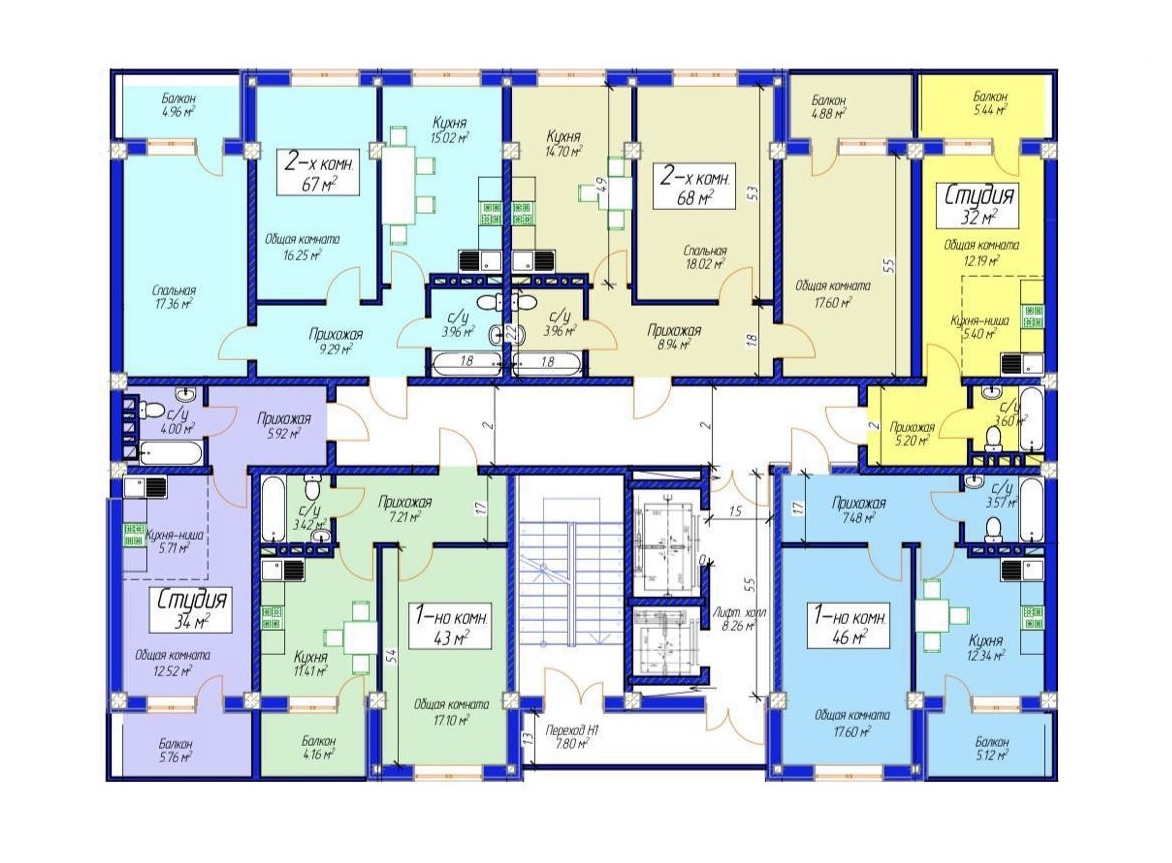 Балкон
4.96 м²
2-х комн.
67 м²
Общая комната
16.25 м²
Кухня
15.02 м²
Спальная
17.36 м²
Прихожая
9.29 м²
с/у
3.96 м²
1.8
Кухня
14.70 м²
4.9
2-х комн.
68 м²
5.3
Спальная
18.02 м²
с/у
3.96 м²
2.2
1.8
Прихожая
8.94 м²
1.8
Балкон
4.88 м²
Общая комната
17.60 м²
5.5
Балкон
5.44 м²
Студия
32 м²
Общая комната
12.19 м²
Кухня-ниша
5.40 м²
с/у
4.00 м²
Прихожая
5.92 м²
2
2
2
Прихожая
5.20 м²
с/у
3.60 м²
Кухня-ниша
5.71 м²
Студия
34 м²
Общая комната
12.52 м²
Балкон
5.76 м²
с/у
3.42 м²
Прихожая
7.21 м²
1.7
Кухня
11.41 м²
5.4
1-но комн.
43 м²
Общая комната
17.10 м²
Балкон
4.16 м²
1.5
5.5
Лифт. холл
8.26 м²
1.3
Переход Н1
7.80 м²
1.7
Прихожая
7.48 м²
с/у
3.57 м²
1-но комн.
46 м²
Общая комната
17.60 м²
Кухня
12.34 м²
Балкон
5.12 м²